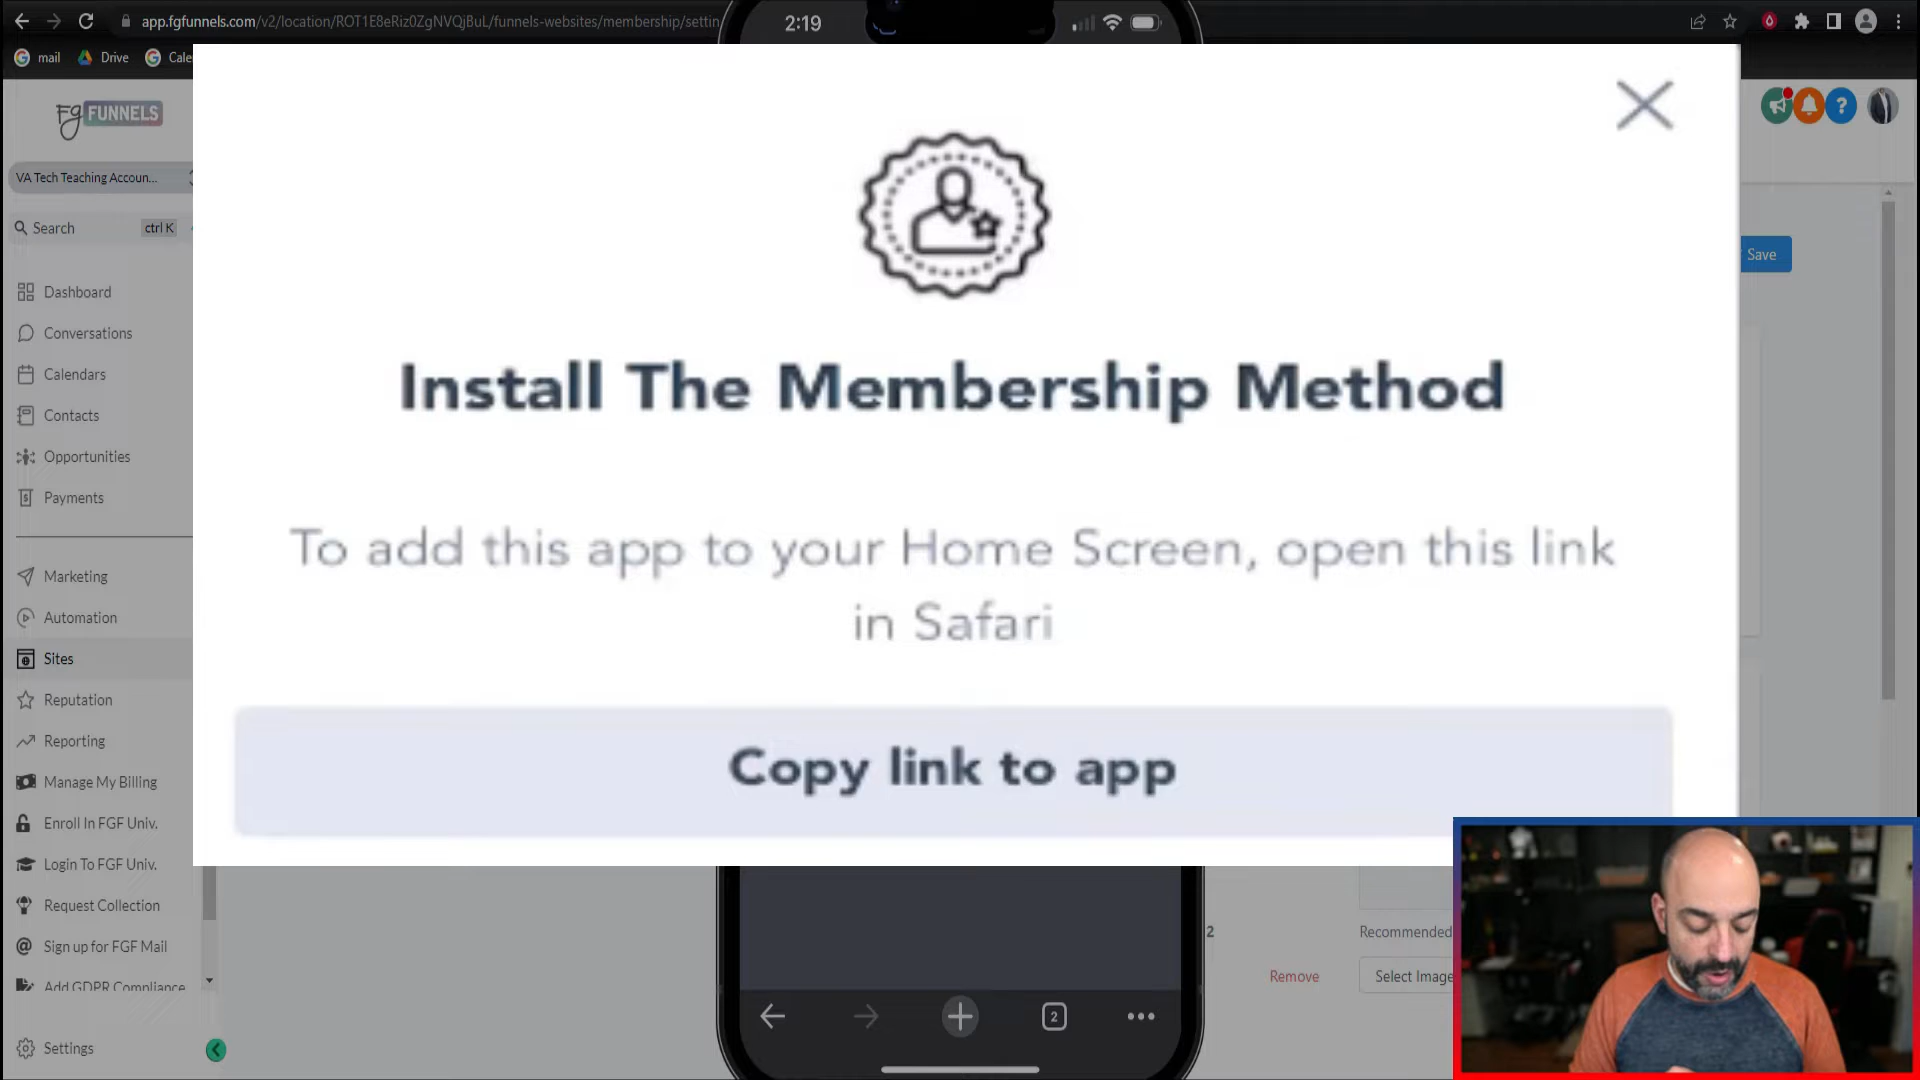 app.fgfunnels.com/v2/location/ROT1E8eRiz0ZgNVQjBuL/funnels-websites/membership/settin
2:19
mail
Drive
Cale
Fg FUNNELS
VA Tech Teaching Accoun...
Search
ctrl K
Dashboard
Conversations
Calendars
Contacts
Opportunities
Payments
Marketing
Automation
Sites
Reputation
Reporting
Manage My Billing
Enroll In FGF Univ.
Login To FGF Univ.
Request Collection
Sign up for FGF Mail
Add GDPR Compliance
Settings
Install The Membership Method
To add this app to your Home Screen, open this link
in Safari
Copy link to app
Save
2
Recommended
Remove
Select Image
2